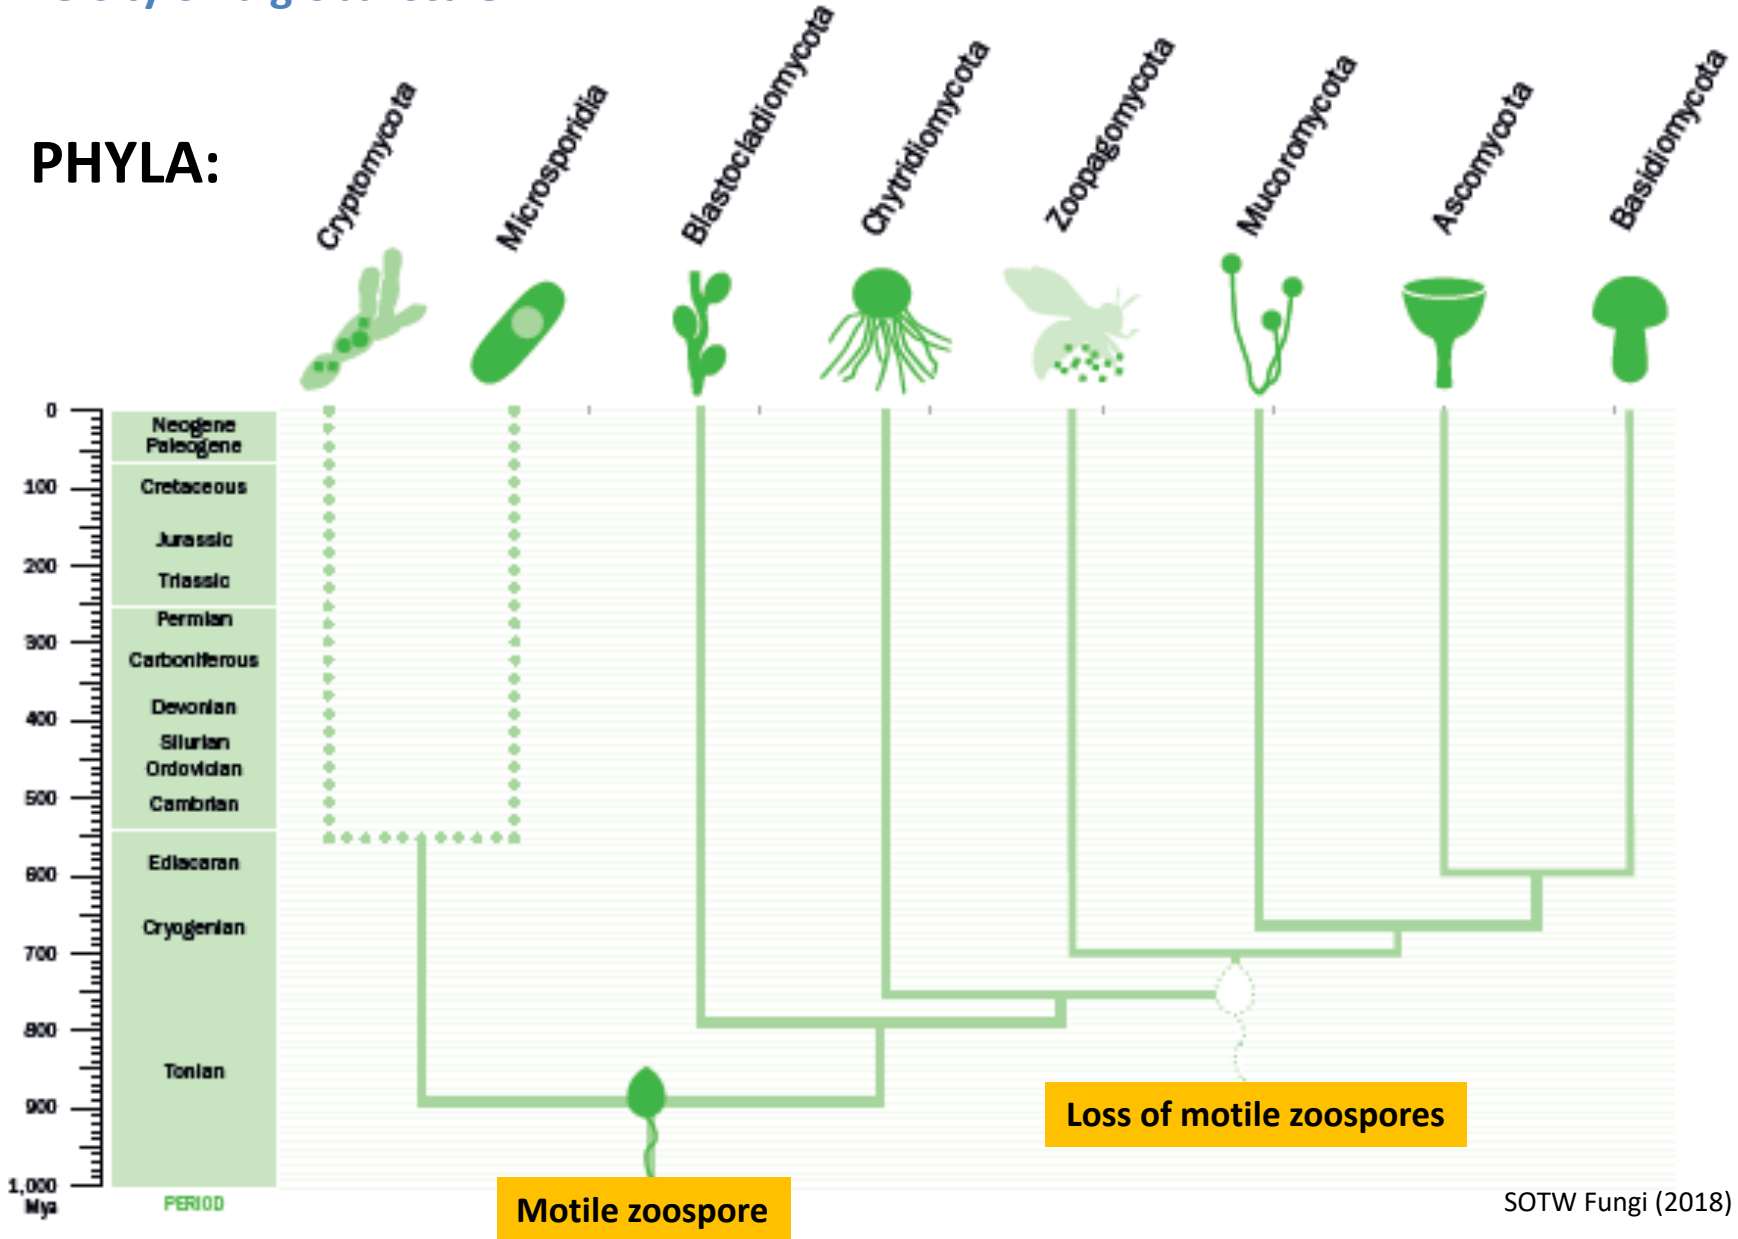 PHYLA:
Cryptomycota
Microsporidia
Blastocladiomycota
Chytridiomycota
Zoopagomycota
Mucoromycota
Ascomycota
Basidiomycota
0
100
200
300
400
500
600
700
800
900
1,000
Mya
Neogene
Paleogene
Cretaceous
Jurassic
Triassic
Permian
Carboniferous
Devonian
Silurian
Ordovician
Cambrian
Ediacaran
Cryogenian
Tonian
PERIOD
Loss of motile zoospores
Motile zoospore
SOTW Fungi (2018)